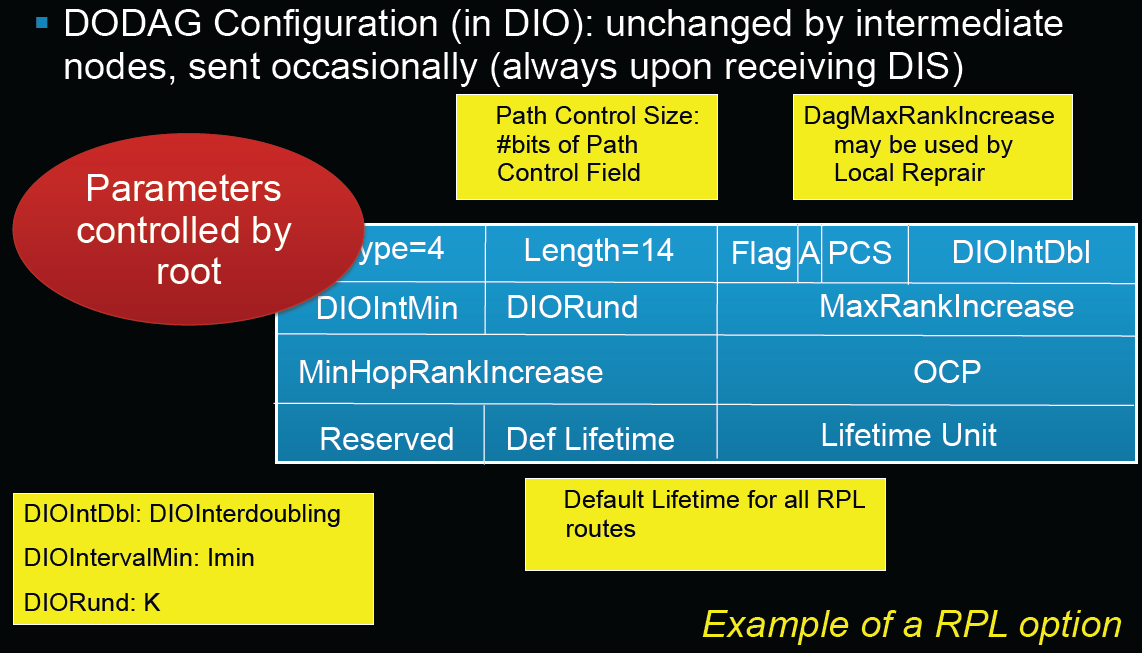 DODAG Configuration (in DIO): unchanged by intermediate
nodes, sent occasionally (always upon receiving DIS)
Path Control Size:
#bits of Path
Control Field
DagMaxRankIncrease
may be used by
Local Reprair
Parameters
controlled by
root
ype=4 Length=14 Flag A PCS DIOIntDbl
DIOIntMin DIORund MaxRankIncrease
MinHopRankIncrease OCP
Reserved Def Lifetime Lifetime Unit
DIOIntDbl: DIOInterdoubling
DIOIntervalMin: Imin
DIORund: K
Default Lifetime for all RPL
routes
Example of a RPL option